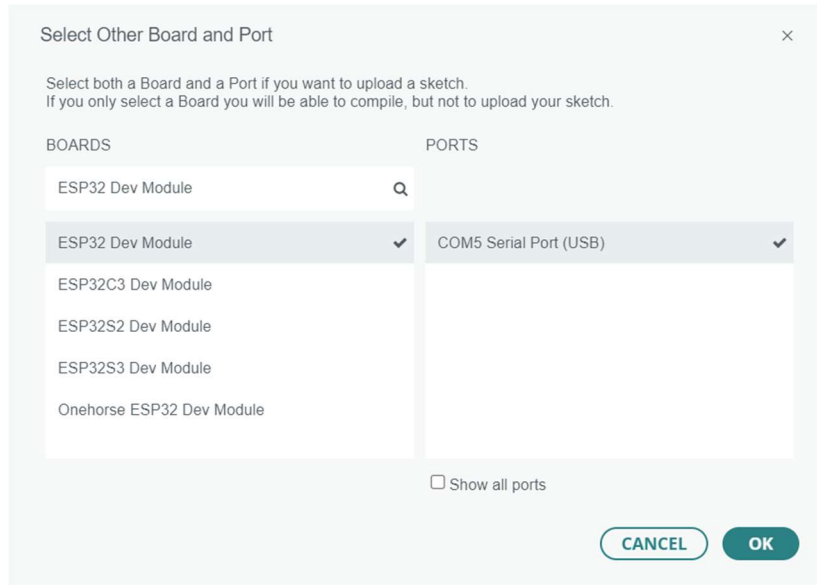 Select Other Board and Port
Select both a Board and a Port if you want to upload a sketch.
If you only select a Board you will be able to compile, but not to upload your sketch.
BOARDS
ESP32 Dev Module
ESP32 Dev Module
ESP32C3 Dev Module
ESP32S2 Dev Module
ESP32S3 Dev Module
Onehorse ESP32 Dev Module
PORTS
COM5 Serial Port (USB)
Show all ports
CANCEL
OK